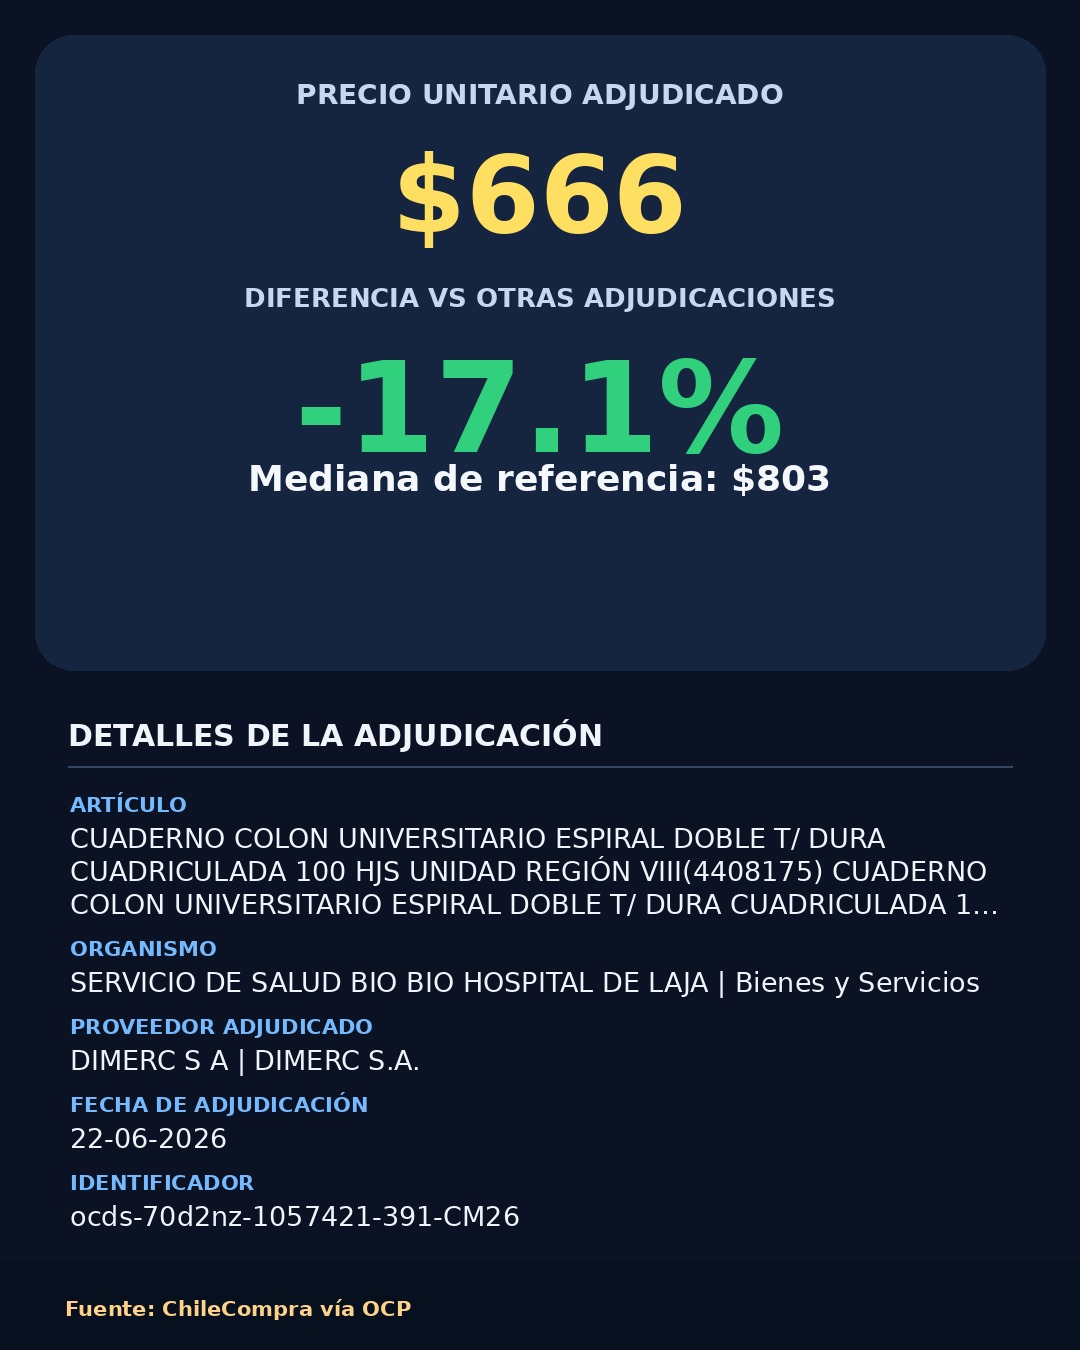 PRECIO UNITARIO ADJUDICADO
$666
DIFERENCIA VS OTRAS ADJUDICACIONES
-17.1%
Mediana de referencia: $803
DETALLES DE LA ADJUDICACIÓN
ARTÍCULO
CUADERNO COLON UNIVERSITARIO ESPIRAL DOBLE T/ DURA
CUADRICULADA 100 HJS UNIDAD REGIÓN VIII(4408175) CUADERNO
COLON UNIVERSITARIO ESPIRAL DOBLE T/ DURA CUADRICULADA 1...
ORGANISMO
SERVICIO DE SALUD BIO BIO HOSPITAL DE LAJA | Bienes y Servicios
PROVEEDOR ADJUDICADO
DIMERC S A | DIMERC S.A.
FECHA DE ADJUDICACIÓN
22-06-2026
IDENTIFICADOR
ocds-70d2nz-1057421-391-CM26
Fuente: ChileCompra vía OCP